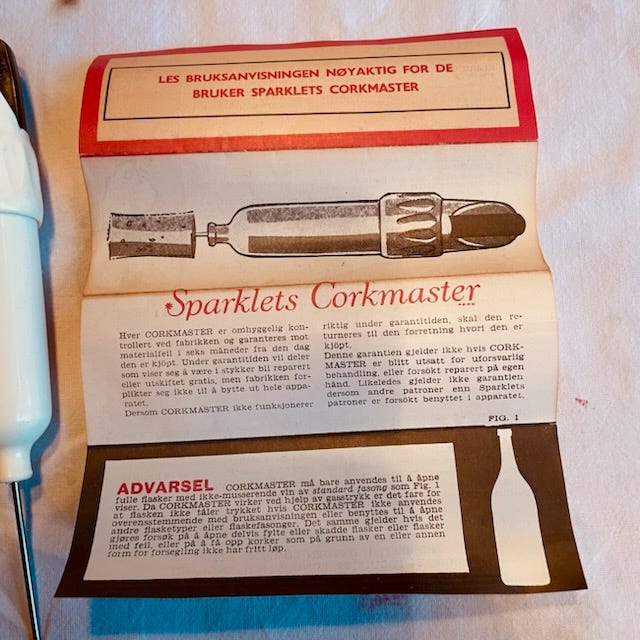 LES BRUKSANVISNINGEN NØYAKTIG FOR DE
BRUKER SPARKLETS CORKMASTER
Sparklets Corkmaster
Hver CORKMASTER er omhyggelig kon-
trollert ved fabrikken og garanteres mot
materialfeil i seks måneder fra den dag
den er kjöpt. Under garantitiden vil deler
som viser seg å være i stykker bli reparert
eller utskiftet gratis, men fabrikken for-
plikter seg ikke til å bytte ut hele appa-
ratet.
Dersom CORKMASTER ikke funksjonerer
riktig under garantitiden, skal den re-
turneres til den forretning hvori den er
kjöpt.
Denne garantien gjelder ikke hvis CORK-
MASTER er blitt utsatt for uforsvarlig
behandling, eller forsökt reparert på egen
hånd. Likeledes gjelder ikke garantien
dersom andre patroner enn Sparklets
patroner er forsökt benyttet i apparatet.
FIG. 1
ADVARSEL CORKMASTER må bare anvendes til å åpne
fulle flasker med ikke-musserende vin av standard fasong som Fig. 1
viser. Da CORKMASTER virker ved hjelp av gasstrykk er det fare for
at flasken ikke tåler trykket hvis CORKMASTER ikke anvendes
overensstemmende med bruksanvisningen eller benyttes til å åpne
andre flasketyper eller flaskefasonger. Det samme gjelder hvis det
gjöres forsök på å åpne delvis fylte eller skadde flasker eller flasker
med feil, eller på å få opp korker som på grunn av en eller annen
form for forsegling ikke har fritt löp.